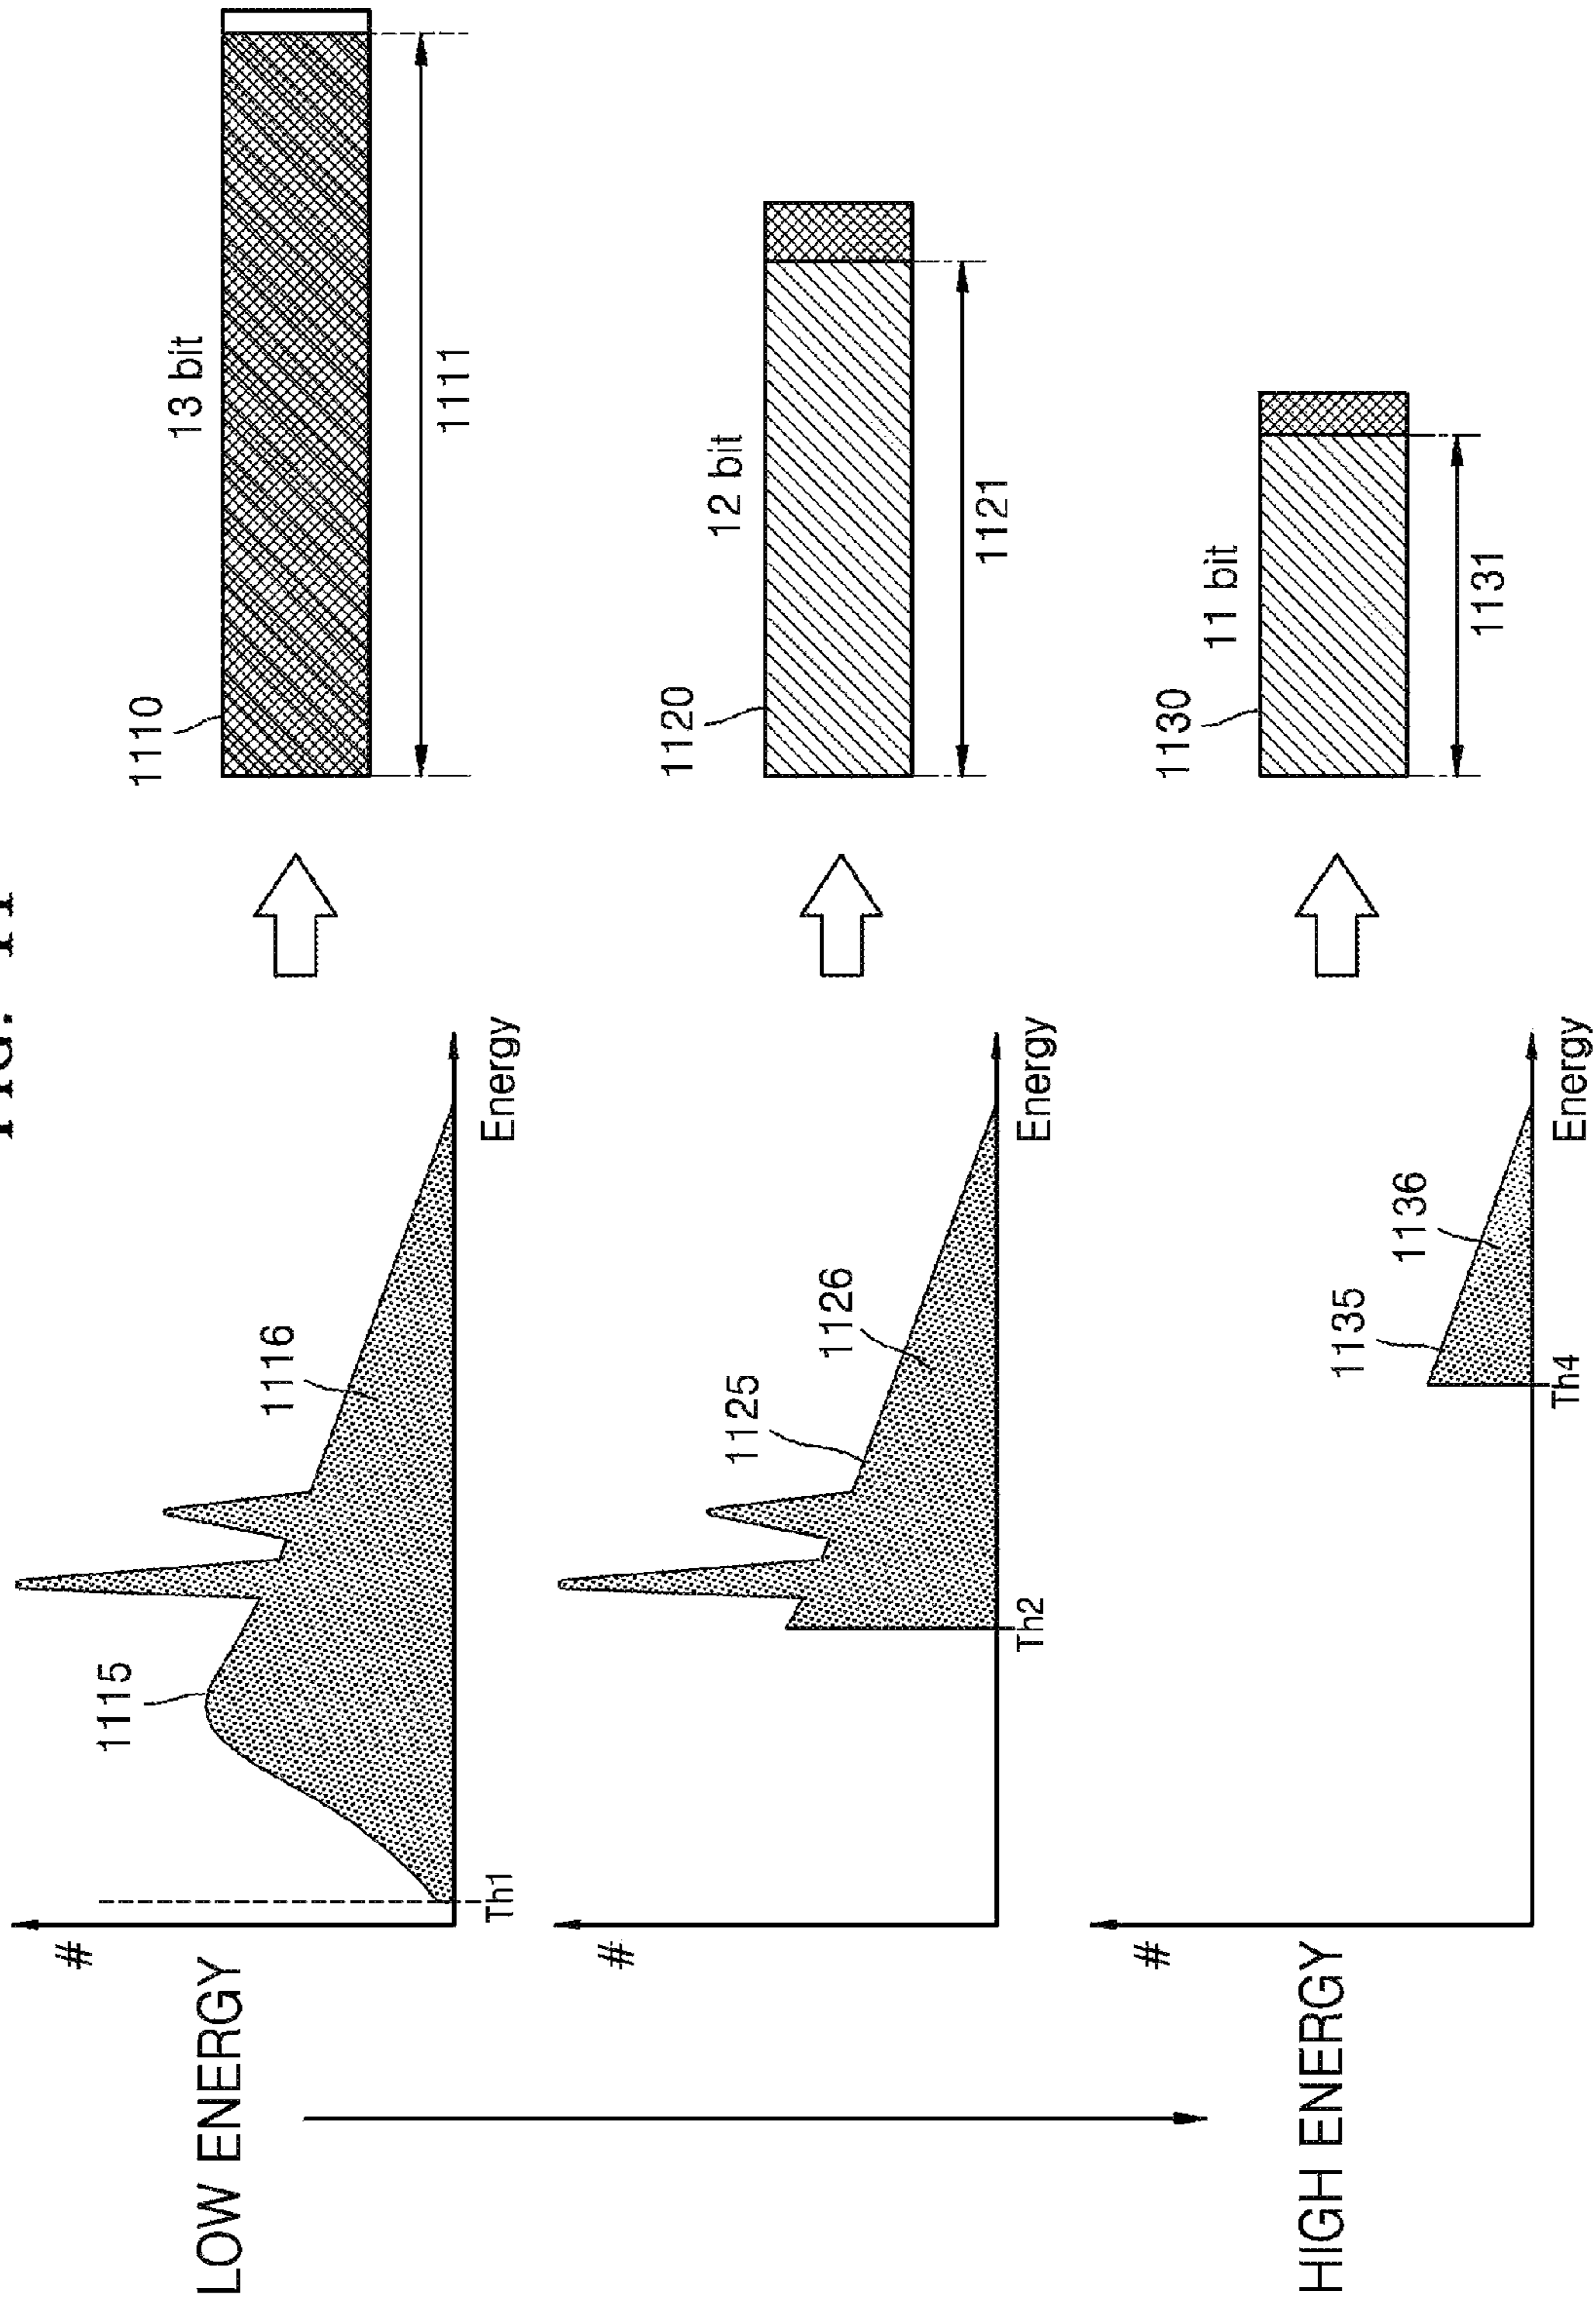 FIG. 11
LOW ENERGY
#
1115
1116
Th1
Energy
1110
13 bit
1111
#
1125
1126
Th2
Energy
1120
12 bit
1121
HIGH ENERGY
#
1135
1136
Th4
Energy
1130
11 bit
1131